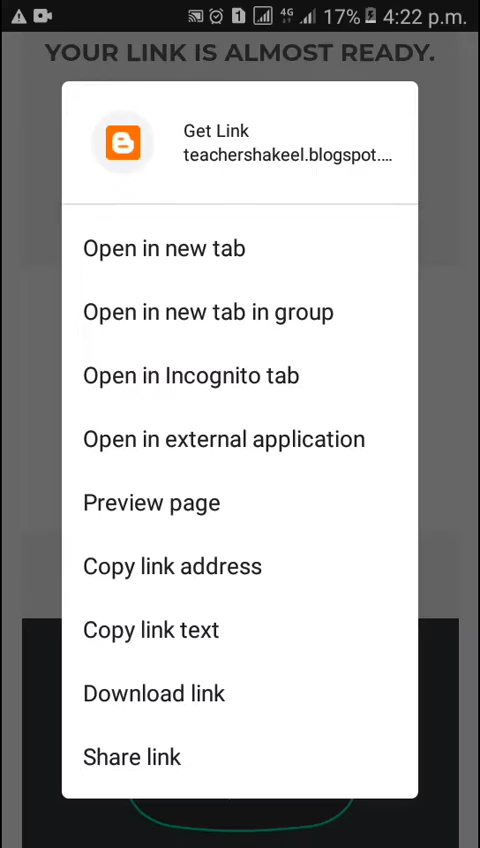 1 4G 17% 4:22 p.m.
YOUR LINK IS ALMOST READY.
Get Link
teachershakeel.blogspot....
Open in new tab
Open in new tab in group
Open in Incognito tab
Open in external application
Preview page
Copy link address
Copy link text
Download link
Share link